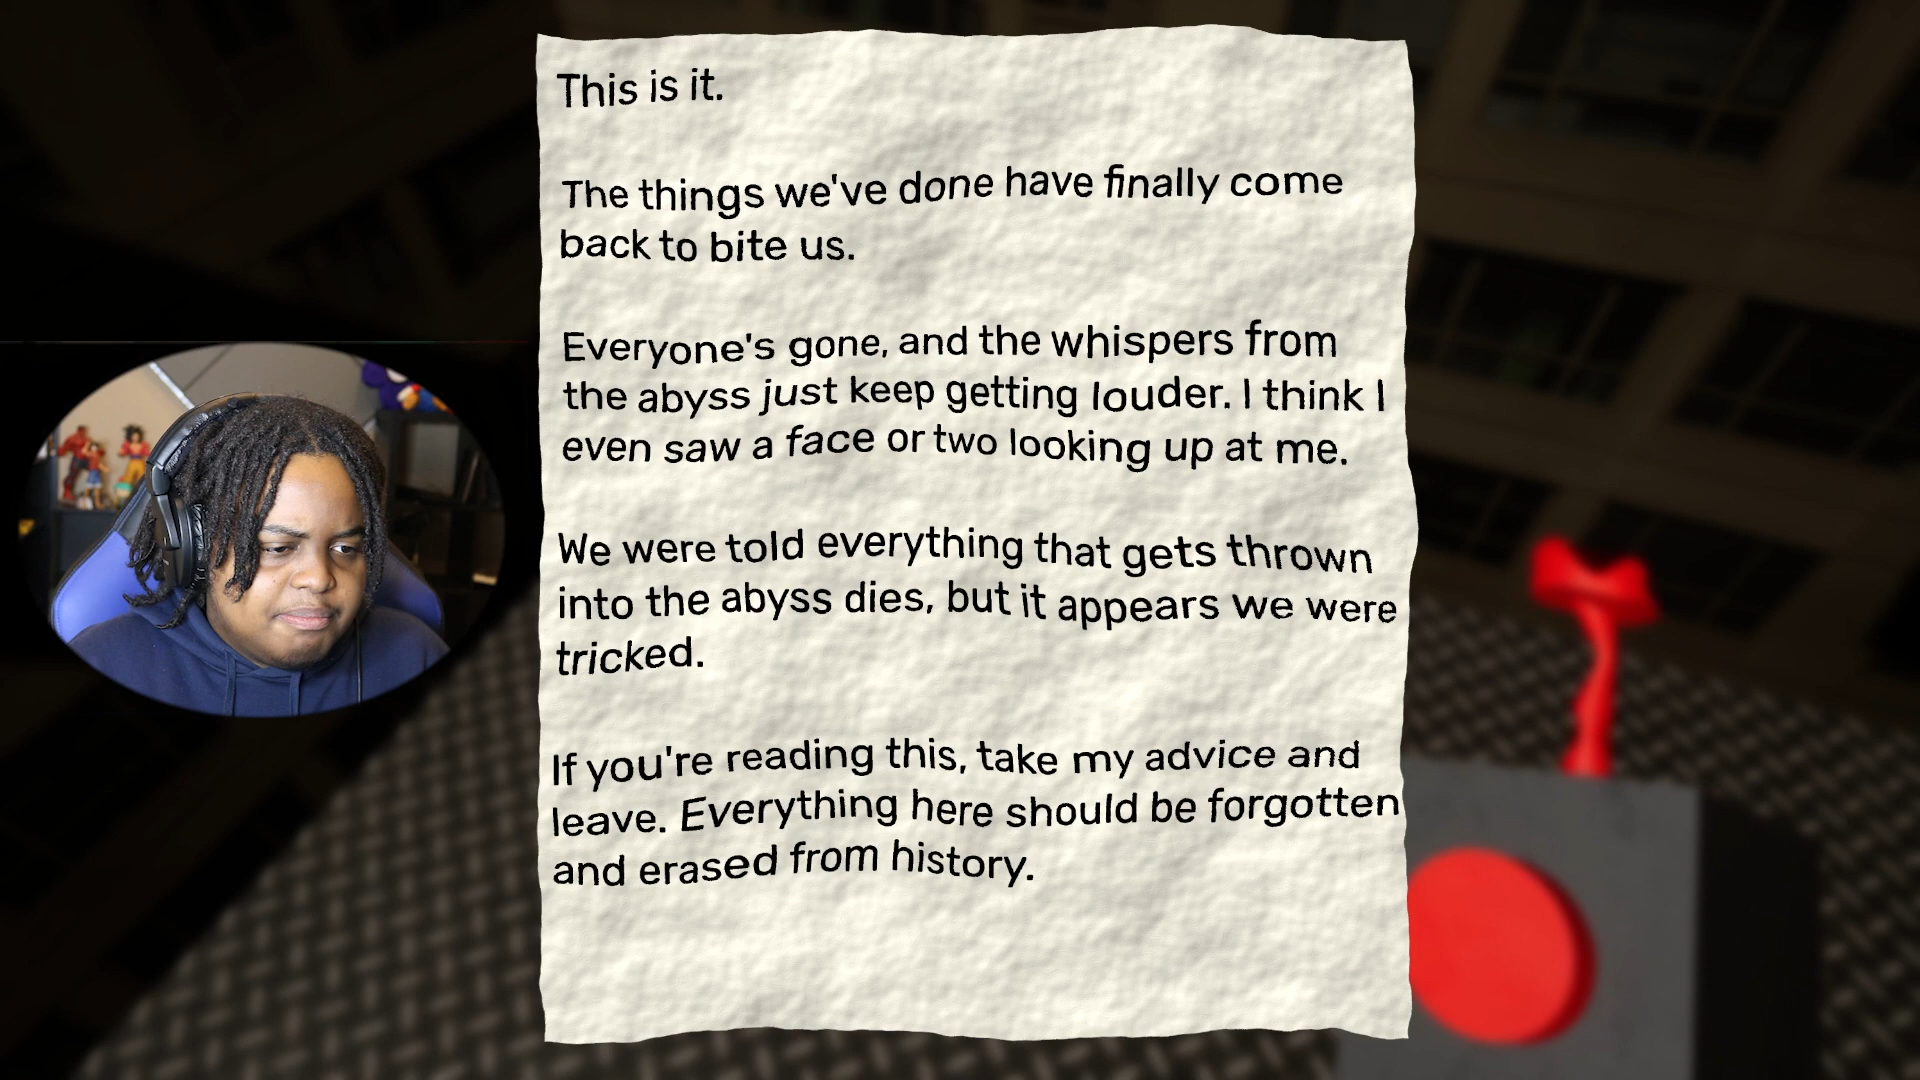 This is it.
The things we've done have finally come
back to bite us.
Everyone's gone, and the whispers from
the abyss just keep getting louder. I think I
even saw a face or two looking up at me.
We were told everything that gets thrown
into the abyss dies, but it appears we were
tricked.
If you're reading this, take my advice and
leave. Everything here should be forgotten
and erased from history.